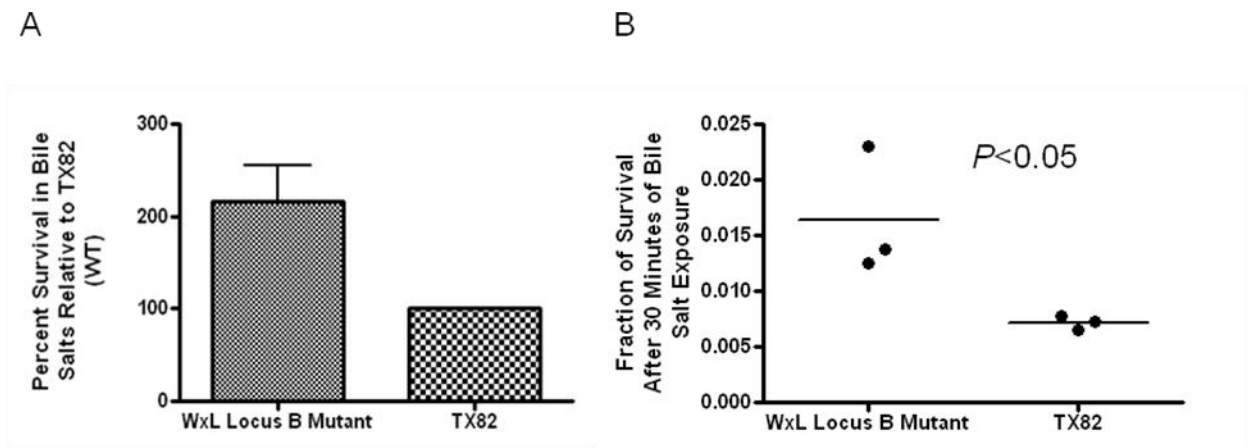 A
B
Percent Survival in Bile
Salts Relative to TX82
(WT)
300
200
100
0
WxL Locus B Mutant
TX82
Fraction of Survival
After 30 Minutes of Bile
Salt Exposure
0.025
0.020
0.015
0.010
0.005
0.000
P<0.05
WxL Locus B Mutant
TX82